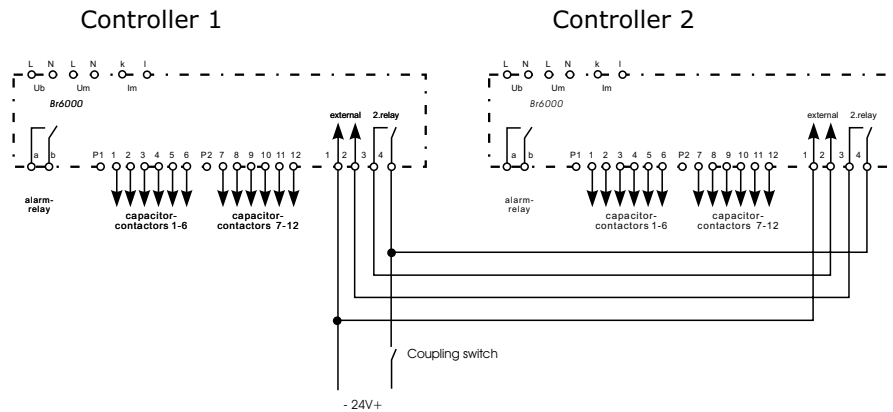 Controller 1
Controller 2
L N L N k l
Ub Um Im
Br6000
external 2.relay
a b P1 1 2 3 4 5 6 P2 7 8 9 10 11 12 1 2 3 4
alarm-
relay
capacitor-
contactors 1-6
capacitor-
contactors 7-12
L N L N k l
Ub Um Im
Br6000
external 2.relay
a b P1 1 2 3 4 5 6 P2 7 8 9 10 11 12 1 2 3 4
alarm-
relay
capacitor-
contactors 1-6
capacitor-
contactors 7-12
Coupling switch
- 24V+